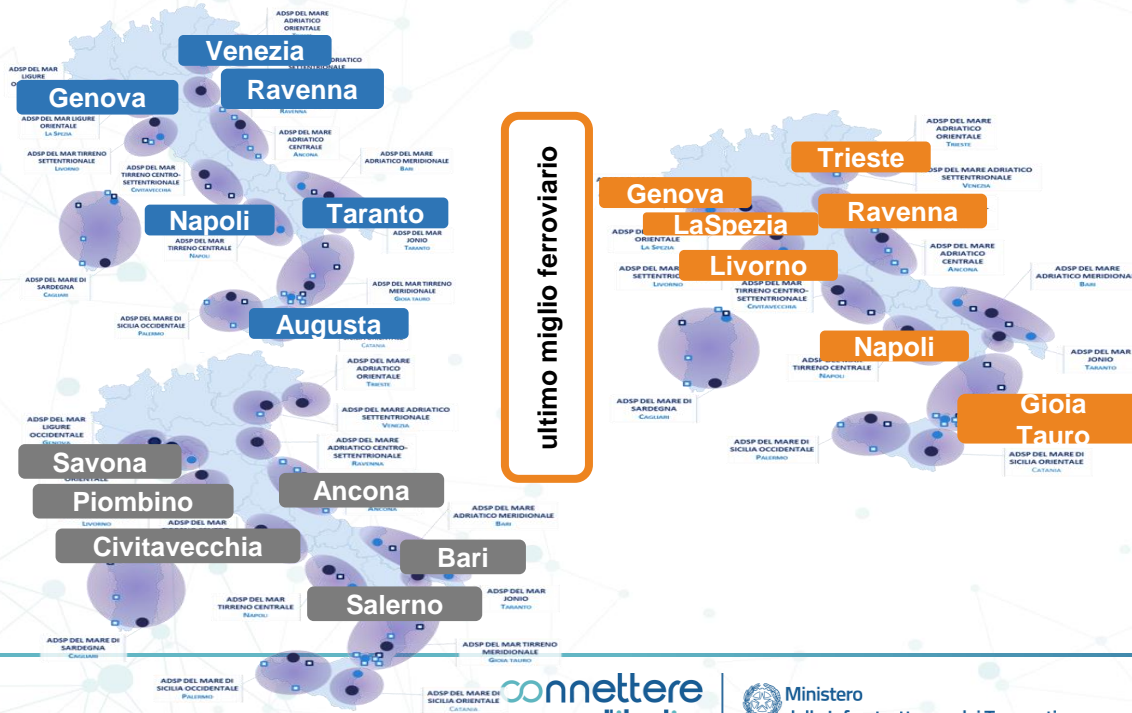 ADSP DEL MARE
ADRIATICO
ORIENTALE
Venezia
ADSP DEL MAR
LIGURE
Genova
Ravenna
RAVENNA
ADSP DEL MAR LIGURE
ORIENTALE
LA SPEZIA
ADSP DEL MARE
ADRIATICO
CENTRALE
ANCONA
ADSP DEL MAR TIRRENO
SETTENTRIONALE
LIVORNO
ADSP DEL MAR
TIRRENO CENTRO-
SETTENTRIONALE
CIVITAVECCHIA
ADSP DEL MARE
ADRIATICO MERIDIONALE
BARI
Napoli
Taranto
ADSP DEL MAR
TIRRENO CENTRALE
NAPOLI
ADSP DEL MAR
JONIO
TARANTO
ADSP DEL MARE DI
SARDEGNA
CAGLIARI
ADSP DEL MAR TIRRENO
MERIDIONALE
GIOIA TAURO
ADSP DEL MARE DI
SICILIA OCCIDENTALE
PALERMO
Augusta
CATANIA
ultimo miglio ferroviario
ADSP DEL MARE
ADRIATICO
ORIENTALE
TRIESTE
Trieste
ADSP DEL MARE ADRIATICO
SETTENTRIONALE
VENEZIA
Genova
Ravenna
LaSpezia
ORIENTALE
LA SPEZIA
Livorno
ADSP DEL MARE
ADRIATICO
CENTRALE
ANCONA
LIVORNO
TIRRENO CENTRO-
SETTENTRIONALE
CIVITAVECCHIA
ADSP DEL MARE
ADRIATICO MERIDIONALE
BARI
Napoli
TIRRENO CENTRALE
NAPOLI
ADSP DEL MAR
JONIO
TARANTO
ADSP DEL MARE DI
SARDEGNA
CAGLIARI
Gioia
Tauro
ADSP DEL MARE DI
SICILIA OCCIDENTALE
PALERMO
ADSP DEL MARE DI
SICILIA ORIENTALE
CATANIA
ADSP DEL MARE
ADRIATICO
ORIENTALE
TRIESTE
ADSP DEL MARE ADRIATICO
SETTENTRIONALE
VENEZIA
ADSP DEL MAR
LIGURE
OCCIDENTALE
GENOVA
ADSP DEL MARE
ADRIATICO CENTRO-
SETTENTRIONALE
RAVENNA
Savona
ORIENTALE
Piombino
Ancona
ANCONA
LIVORNO
ADSP DEL MAR
ADSP DEL MARE
ADRIATICO MERIDIONALE
BARI
Civitavecchia
Bari
Salerno
ADSP DEL MAR
TIRRENO CENTRALE
NAPOLI
ADSP DEL MAR
JONIO
TARANTO
ADSP DEL MARE DI
SARDEGNA
CAGLIARI
ADSP DEL MAR TIRRENO
MERIDIONALE
GIOIA TAURO
ADSP DEL MARE DI
SICILIA OCCIDENTALE
PALERMO
ADSP DEL MARE DI
SICILIA ORIENTALE
CATANIA
connettere
Ministero